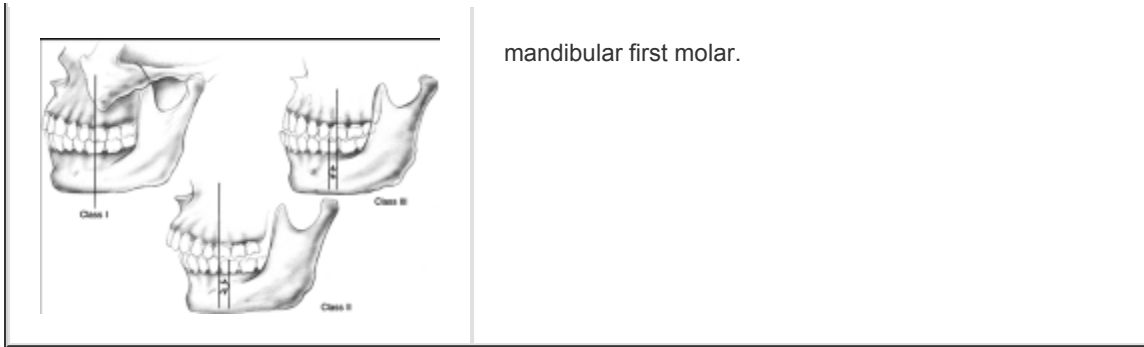 mandibular first molar.
Class I
Class III
Class II